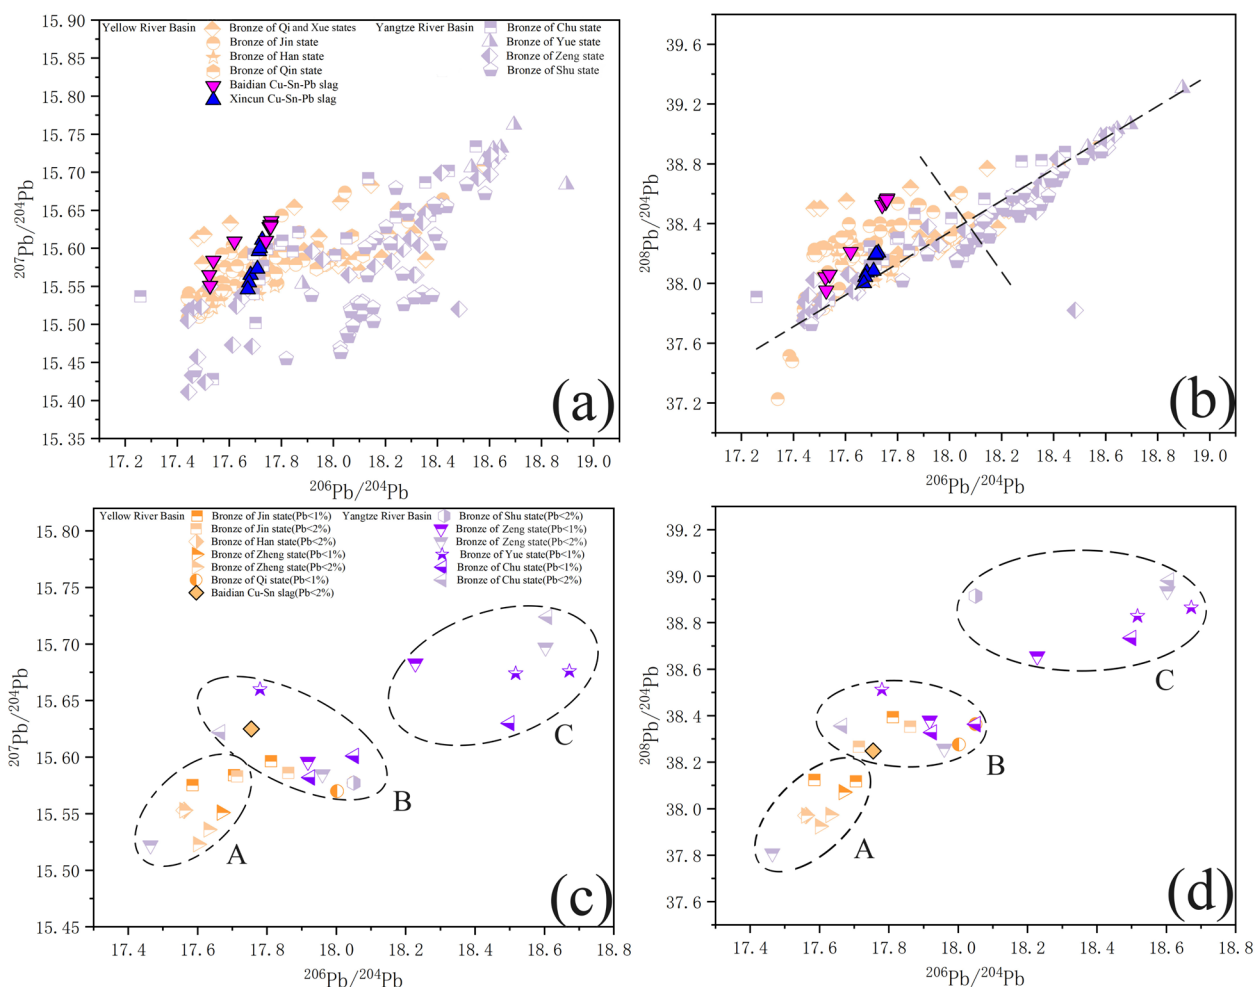 15.90
15.85
15.80
15.75
15.70
15.65
15.60
15.55
15.50
15.45
15.40
15.35
207Pb/204Pb
Yellow River Basin
Bronze of Qi and Xue states
Bronze of Jin state
Bronze of Han state
Bronze of Qin state
Baidian Cu-Sn-Pb slag
Xincun Cu-Sn-Pb slag
Yangtze River Basin
Bronze of Chu state
Bronze of Yue state
Bronze of Zeng state
Bronze of Shu state
(a)
17.2 17.4 17.6 17.8 18.0 18.2 18.4 18.6 18.8 19.0
206Pb/204Pb
39.6
39.2
38.8
38.4
38.0
37.6
37.2
208Pb/204Pb
(b)
17.2 17.4 17.6 17.8 18.0 18.2 18.4 18.6 18.8 19.0
206Pb/204Pb
15.80
15.75
15.70
15.65
15.60
15.55
15.50
15.45
207Pb/204Pb
Yellow River Basin
Bronze of Jin state(Pb<1%)
Bronze of Jin state(Pb<2%)
Bronze of Han state(Pb<2%)
Bronze of Zheng state(Pb<1%)
Bronze of Zheng state(Pb<2%)
Bronze of Qi state(Pb<1%)
Baidian Cu-Sn slag(Pb<2%)
Yangtze River Basin
Bronze of Shu state(Pb<2%)
Bronze of Zeng state(Pb<1%)
Bronze of Zeng state(Pb<2%)
Bronze of Yue state(Pb<1%)
Bronze of Chu state(Pb<1%)
Bronze of Chu state(Pb<2%)
C
B
A
(c)
17.4 17.6 17.8 18.0 18.2 18.4 18.6 18.8
206Pb/204Pb
39.2
39.0
38.8
38.6
38.4
38.2
38.0
37.8
37.6
208Pb/204Pb
C
B
A
(d)
17.4 17.6 17.8 18.0 18.2 18.4 18.6 18.8
206Pb/204Pb